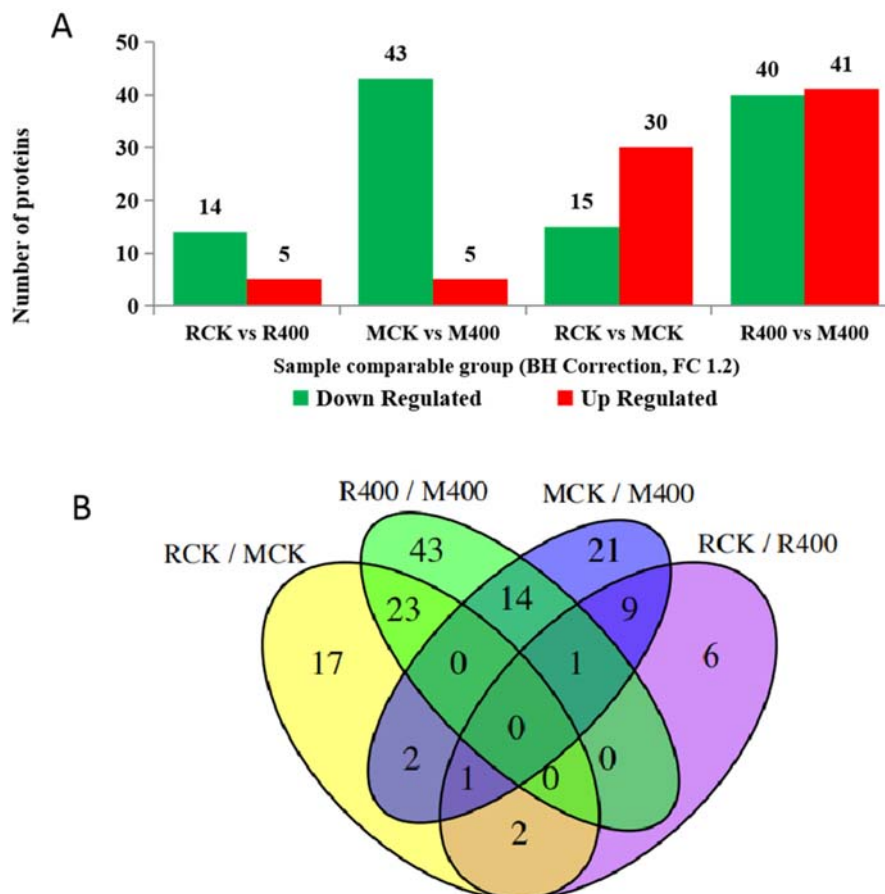 A
Number of proteins
50
40
30
20
10
0
14
5
43
5
15
30
40
41
RCK vs R400 MCK vs M400 RCK vs MCK R400 vs M400
Sample comparable group (BH Correction, FC 1.2)
Down Regulated Up Regulated
B
R400 / M400 MCK / M400
RCK / MCK RCK / R400
43 21
23 14 9
17 0 1 6
0
2 1 0 0
2